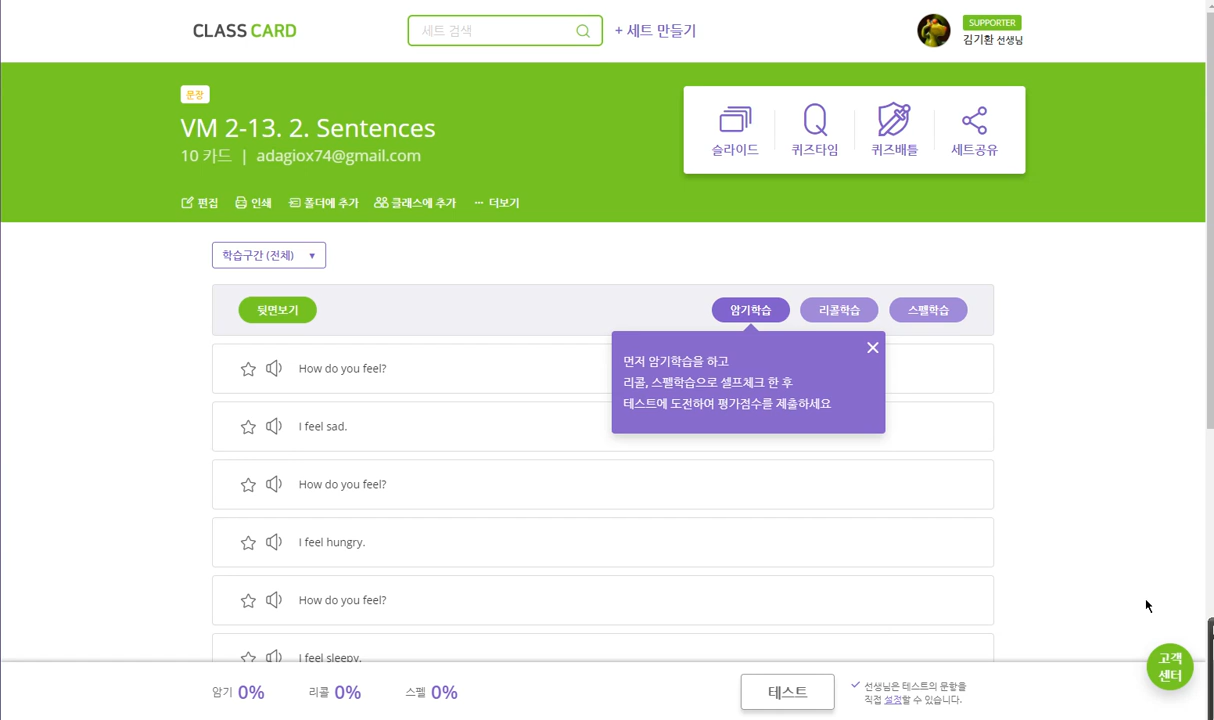 CLASS CARD
세트 검색
+ 세트 만들기
SUPPORTER
김기환 선생님
문장
VM 2-13. 2. Sentences
10 카드 | adagiox74@gmail.com
슬라이드
퀴즈타임
퀴즈배틀
세트공유
편집
인쇄
폴더에 추가
클래스에 추가
··· 더보기
학습구간 (전체) ▼
뒷면보기
암기학습
리콜학습
스펠학습
먼저 암기학습을 하고
리콜, 스펠학습으로 셀프체크 한 후
테스트에 도전하여 평가점수를 제출하세요
How do you feel?
I feel sad.
How do you feel?
I feel hungry.
How do you feel?
I feel sleepy.
암기 0%
리콜 0%
스펠 0%
테스트
선생님은 테스트의 문항을
직접 설정할 수 있습니다.
고객
센터